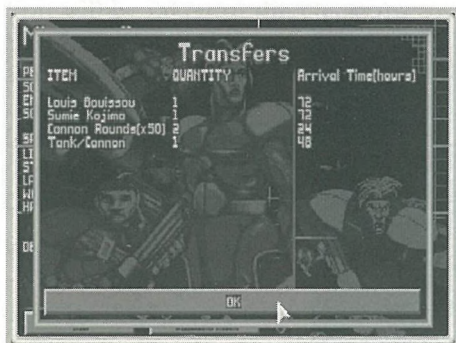 Transfers
ITEM QUANTITY Arrival Time(hours)
Louis Bouissou 1 72
Sumie Kojima 1 72
Cannon Rounds(x50) 2 24
Tank/Cannon 1 48
OK